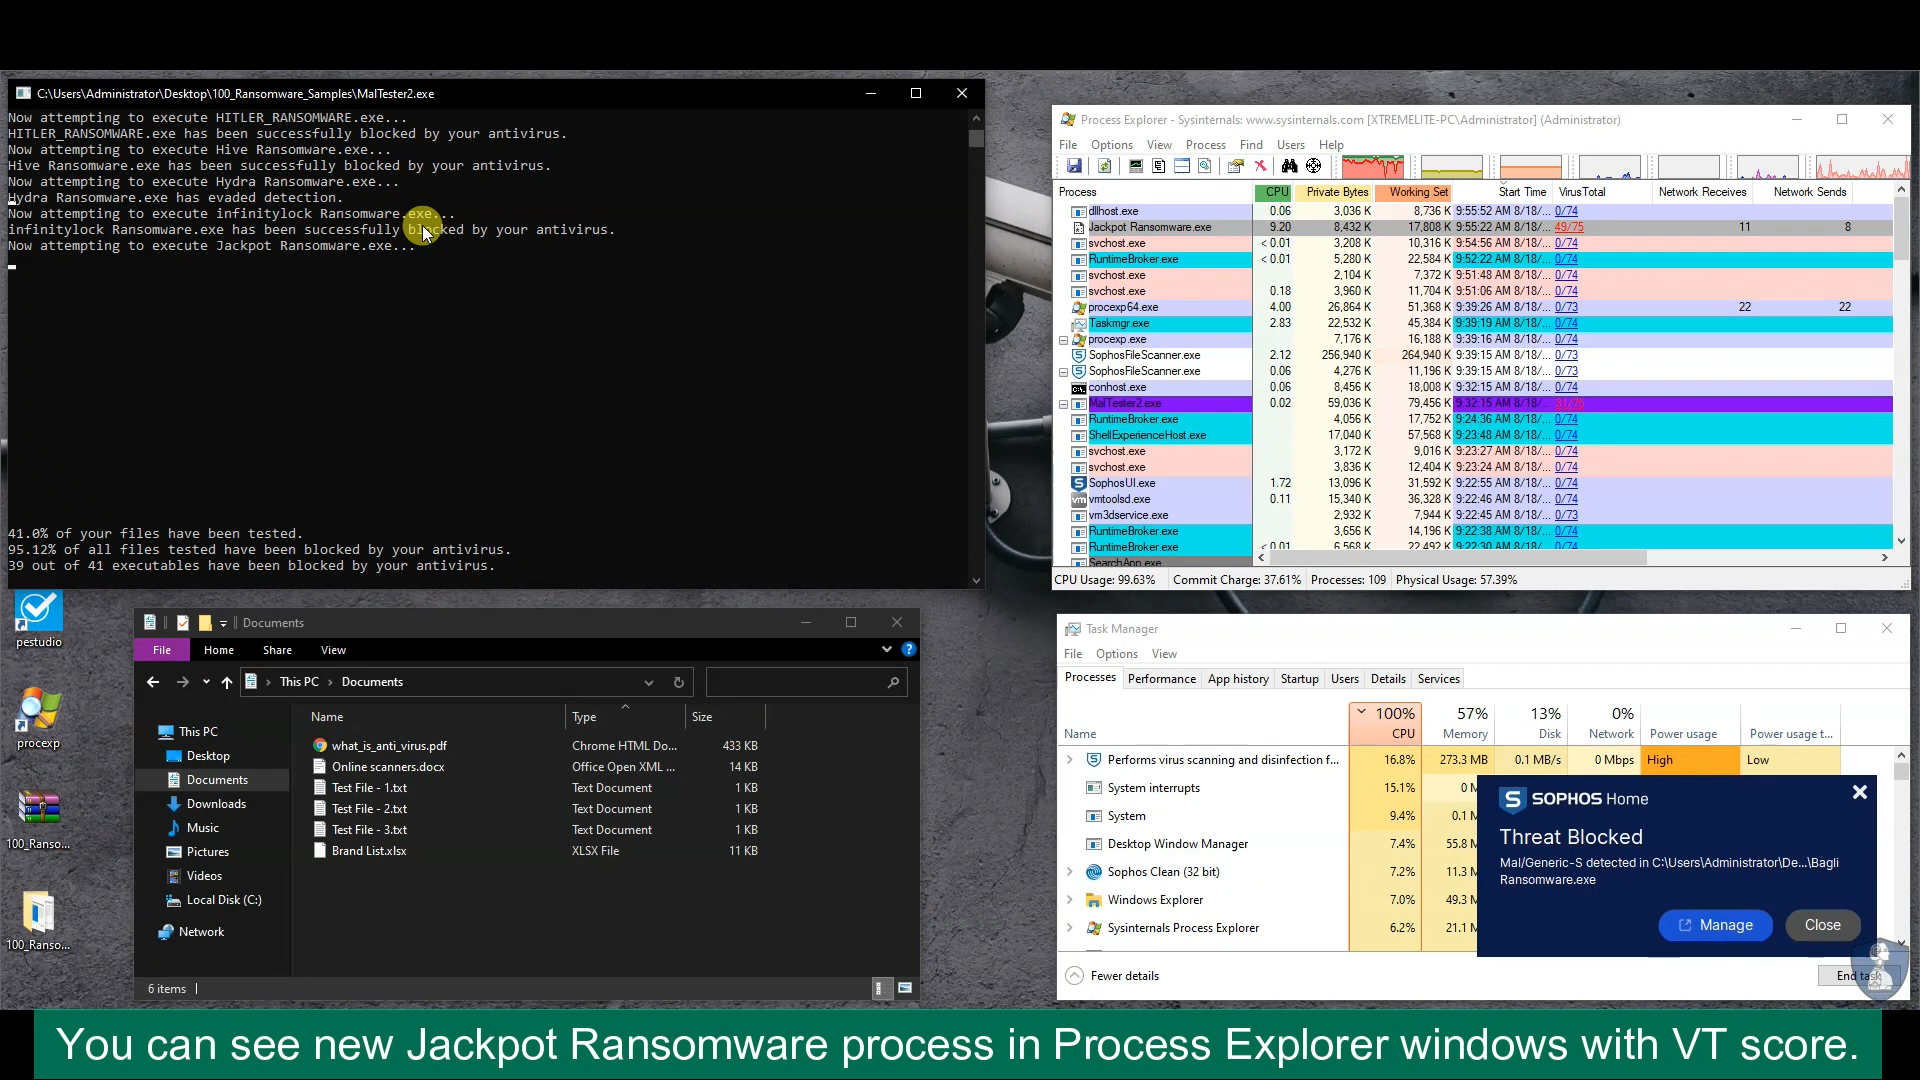 C:\Users\Administrator\Desktop\100_Ransomware_Samples\MalTester2.exe
Now attempting to execute HITLER_RANSOMWARE.exe...
HITLER_RANSOMWARE.exe has been successfully blocked by your antivirus.
Now attempting to execute Hive Ransomware.exe...
Hive Ransomware.exe has been successfully blocked by your antivirus.
Now attempting to execute Hydra Ransomware.exe...
Hydra Ransomware.exe has evaded detection.
Now attempting to execute infinitylock Ransomware.exe...
infinitylock Ransomware.exe has been successfully blocked by your antivirus.
Now attempting to execute Jackpot Ransomware.exe...
41.0% of your files have been tested.
95.12% of all files tested have been blocked by your antivirus.
39 out of 41 executables have been blocked by your antivirus.
Process Explorer - Sysinternals: www.sysinternals.com [XTREMELITE-PC\Administrator] (Administrator)
File Options View Process Find Users Help
Process CPU Private Bytes Working Set Start Time VirusTotal Network Receives Network Sends
dllhost.exe 0.06 3,036 K 8,736 K 9:55:52 AM 8/18/... 0/74
Jackpot Ransomware.exe 9.20 8,432 K 17,808 K 9:55:22 AM 8/18/... 49/75 11 8
svchost.exe < 0.01 3,208 K 10,316 K 9:54:56 AM 8/18/... 0/74
RuntimeBroker.exe < 0.01 5,280 K 22,584 K 9:52:22 AM 8/18/... 0/74
svchost.exe 2,104 K 7,372 K 9:51:48 AM 8/18/... 0/74
svchost.exe 0.18 3,960 K 11,704 K 9:51:06 AM 8/18/... 0/74
procexp64.exe 4.00 26,864 K 51,368 K 9:39:26 AM 8/18/... 0/73 22 22
Taskmgr.exe 2.83 22,532 K 45,384 K 9:39:19 AM 8/18/... 0/74
procexp.exe 7,176 K 16,188 K 9:39:16 AM 8/18/... 0/74
SophosFileScanner.exe 2.12 256,940 K 264,940 K 9:39:15 AM 8/18/... 0/73
SophosFileScanner.exe 0.06 4,276 K 11,196 K 9:39:15 AM 8/18/... 0/73
conhost.exe 0.06 8,456 K 18,008 K 9:32:15 AM 8/18/... 0/74
MalTester2.exe 0.02 59,036 K 79,456 K 9:32:15 AM 8/18/...
RuntimeBroker.exe 4,056 K 17,752 K 9:24:36 AM 8/18/... 0/74
ShellExperienceHost.exe 17,040 K 57,568 K 9:23:48 AM 8/18/... 0/74
svchost.exe 3,172 K 9,016 K 9:23:27 AM 8/18/... 0/74
svchost.exe 3,836 K 12,404 K 9:23:24 AM 8/18/... 0/74
SophosUI.exe 1.72 13,096 K 31,592 K 9:22:55 AM 8/18/... 0/74
vmtoolsd.exe 0.11 15,340 K 36,328 K 9:22:46 AM 8/18/... 0/74
vm3dservice.exe 2,932 K 7,944 K 9:22:45 AM 8/18/... 0/73
RuntimeBroker.exe 3,656 K 14,196 K 9:22:38 AM 8/18/... 0/74
RuntimeBroker.exe < 0.01 6,568 K 22,492 K 9:22:30 AM 8/18/... 0/74
SearchApp.exe
CPU Usage: 99.63% Commit Charge: 37.61% Processes: 109 Physical Usage: 57.39%
pestudio
procexp
100_Ranso...
100_Ranso...
Documents
File Home Share View
This PC Documents
Name Type Size
This PC
Desktop
Documents
Downloads
Music
Pictures
Videos
Local Disk (C:)
Network
what_is_anti_virus.pdf Chrome HTML Do... 433 KB
Online scanners.docx Office Open XML ... 14 KB
Test File - 1.txt Text Document 1 KB
Test File - 2.txt Text Document 1 KB
Test File - 3.txt Text Document 1 KB
Brand List.xlsx XLSX File 11 KB
6 items
Task Manager
File Options View
Processes Performance App history Startup Users Details Services
100% 57% 13% 0%
Name CPU Memory Disk Network Power usage Power usage t...
Performs virus scanning and disinfection f... 16.8% 273.3 MB 0.1 MB/s 0 Mbps High Low
System interrupts 15.1%
System 9.4%
Desktop Window Manager 7.4%
Sophos Clean (32 bit) 7.2%
Windows Explorer 7.0%
Sysinternals Process Explorer 6.2%
Fewer details
End task
SOPHOS Home
Threat Blocked
Mal/Generic-S detected in C:\Users\Administrator\De...\Bagli
Ransomware.exe
Manage Close
You can see new Jackpot Ransomware process in Process Explorer windows with VT score.